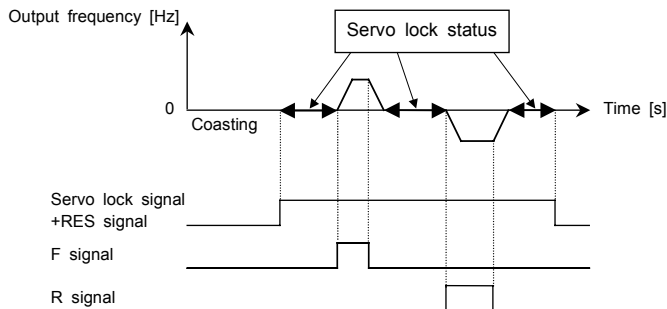 Output frequency [Hz]
Servo lock status
0
Time [s]
Coasting
Servo lock signal
+RES signal
F signal
R signal